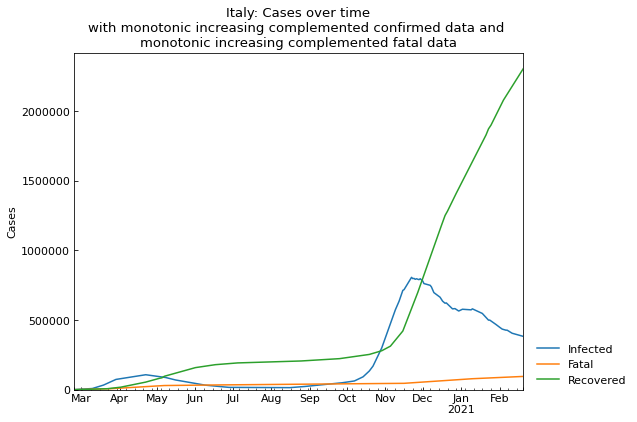 Italy: Cases over time
with monotonic increasing complemented confirmed data and
monotonic increasing complemented fatal data
Cases
2000000
1500000
1000000
500000
0
Mar Apr May Jun Jul Aug Sep Oct Nov Dec Jan Feb
2021
Infected
Fatal
Recovered